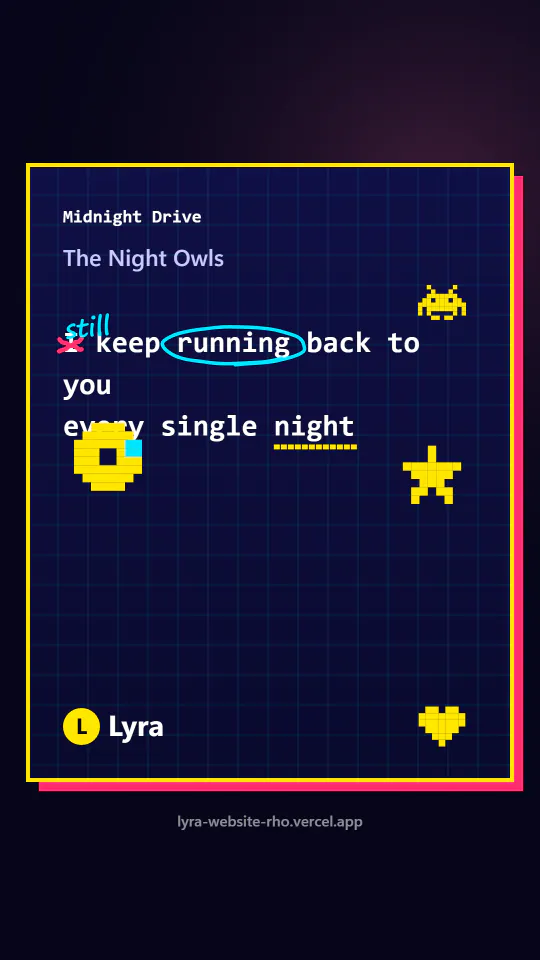 Midnight Drive
The Night Owls
still
I keep running back to
you
every single night
L Lyra
lyra-website-rho.vercel.app